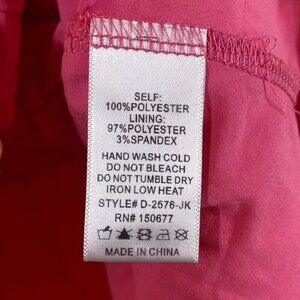 SELF:
100%POLYESTER
LINING:
97%POLYESTER
3%SPANDEX
HAND WASH COLD
DO NOT BLEACH
DO NOT TUMBLE DRY
IRON LOW HEAT
STYLE# D-2576-JK
RN# 150677
MADE IN CHINA